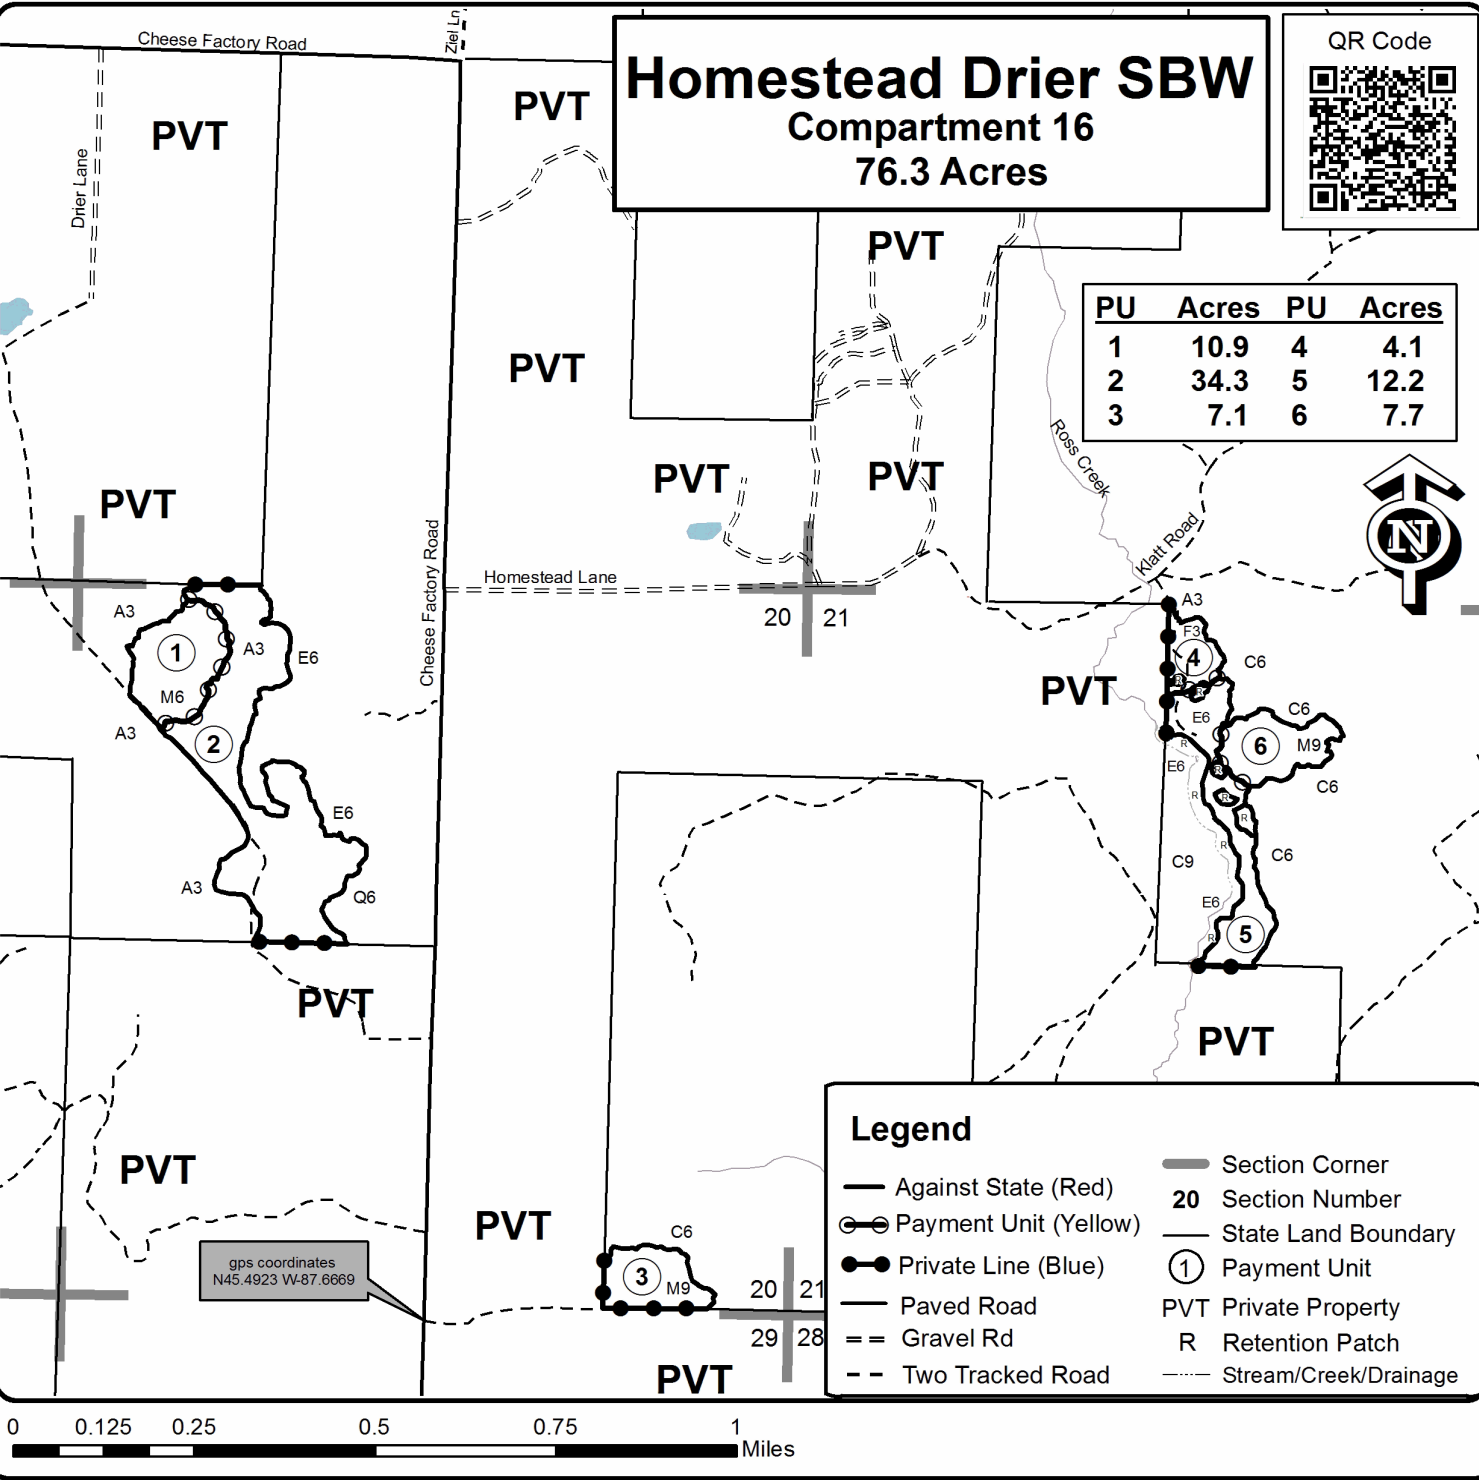 Homestead Drier SBW
Compartment 16
76.3 Acres
QR Code
Cheese Factory Road
Ziel Ln
Drier Lane
PVT
PVT
PVT
PVT
PU Acres PU Acres
1 10.9 4 4.1
2 34.3 5 12.2
3 7.1 6 7.7
Ross Creek
PVT
PVT
PVT
N
Klatt Road
Cheese Factory Road
Homestead Lane
20 21
A3
1
A3
E6
M6
A3
2
E6
A3
Q6
PVT
A3
F3
4
C6
R
R
PVT
E6
C6
6
M9
R
E6
R
C6
R
R
R
R
C9
C6
E6
R
5
PVT
PVT
PVT
gps coordinates
N45.4923 W-87.6669
C6
3
M9
20 21
29 28
PVT
Legend
Against State (Red)
Payment Unit (Yellow)
Private Line (Blue)
Paved Road
Gravel Rd
Two Tracked Road
Section Corner
20 Section Number
State Land Boundary
1 Payment Unit
PVT Private Property
R Retention Patch
Stream/Creek/Drainage
0 0.125 0.25 0.5 0.75 1
Miles